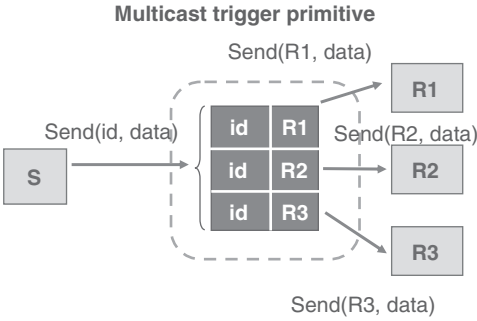 Multicast trigger primitive
Send(R1, data)
R1
Send(id, data)
id R1
Send(R2, data)
S
id R2
R2
id R3
R3
Send(R3, data)